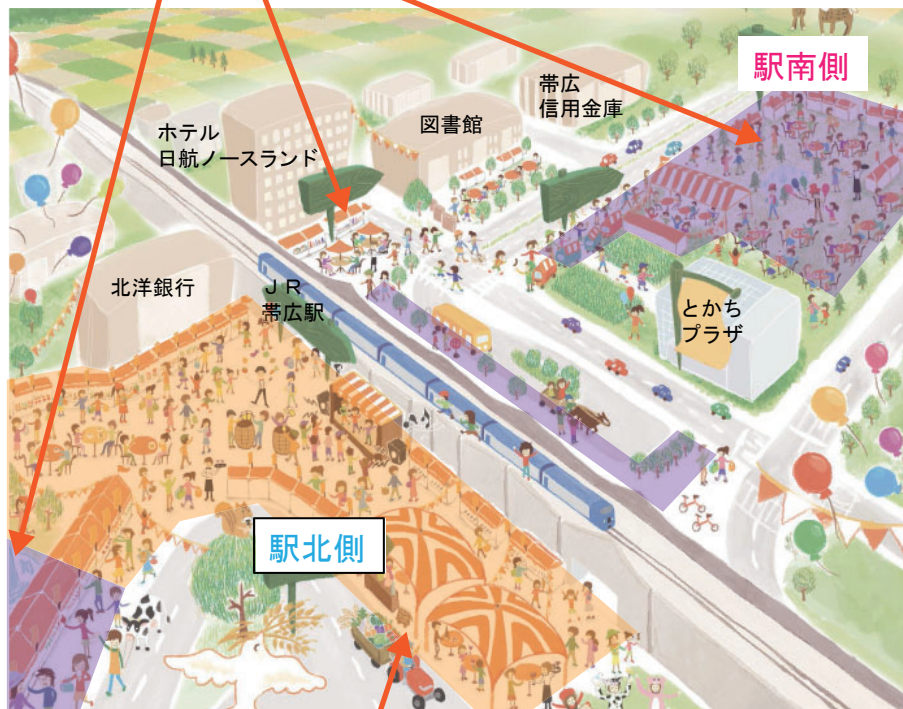 駅南側
帯広
信用金庫
図書館
ホテル
日航ノースランド
とかち
プラザ
北洋銀行
ＪＲ
帯広駅
駅北側